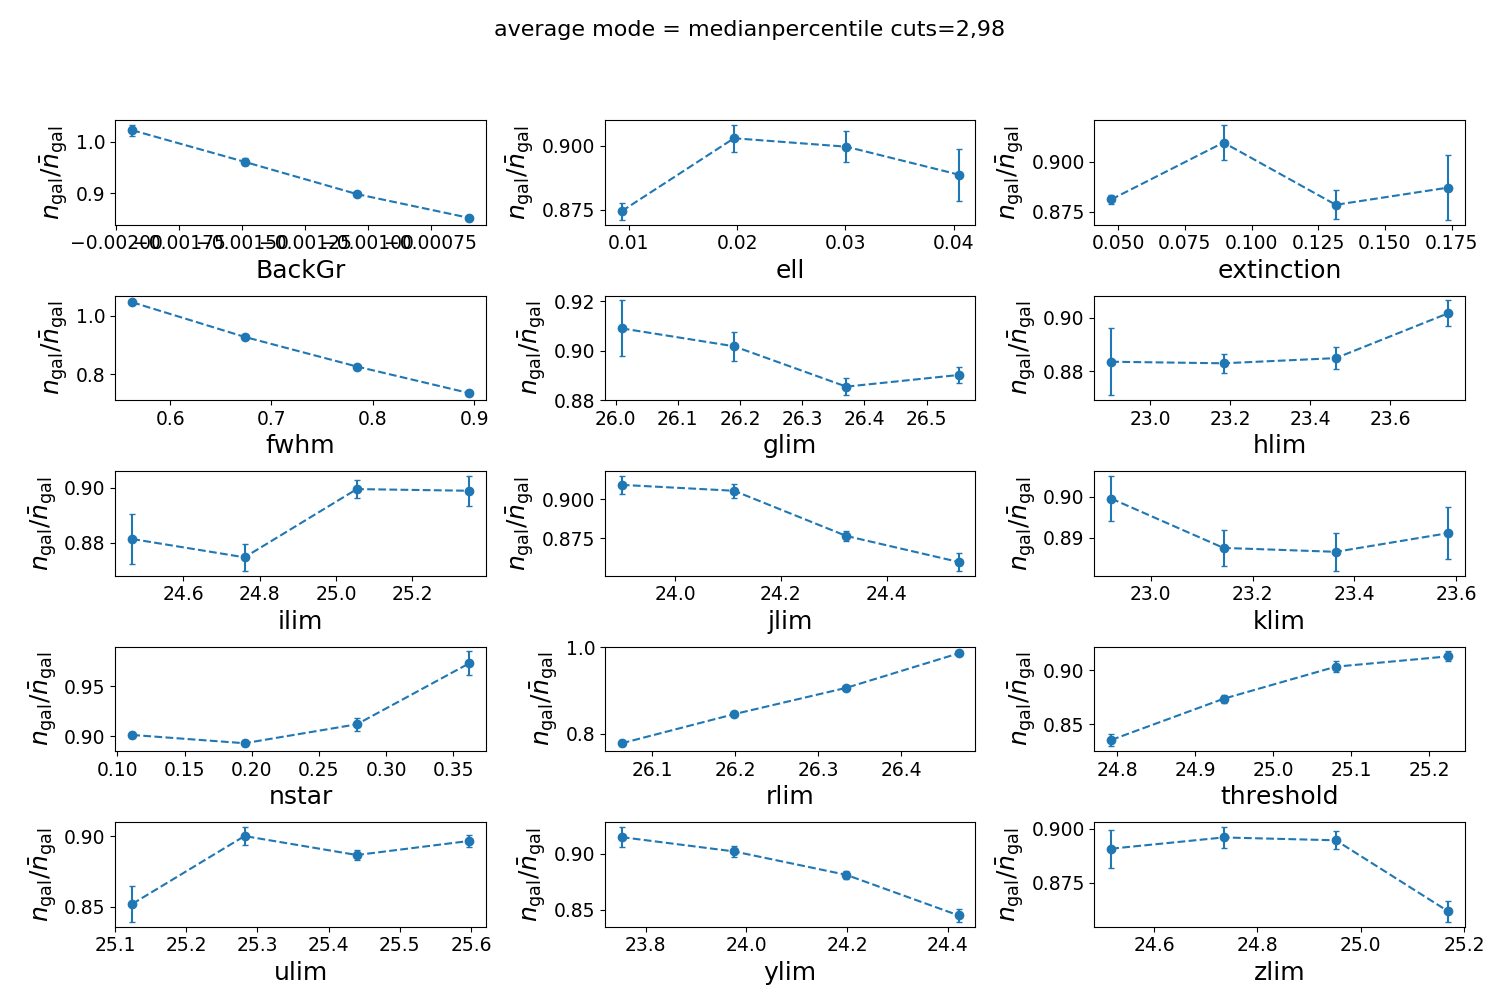 average mode = medianpercentile cuts=2,98
n_gal/n̄_gal
1.0
0.9
−0.00200 −0.00175 −0.00150 −0.00125 −0.00100 −0.00075
BackGr
n_gal/n̄_gal
0.900
0.875
0.01 0.02 0.03 0.04
ell
n_gal/n̄_gal
0.900
0.875
0.050 0.075 0.100 0.125 0.150 0.175
extinction
n_gal/n̄_gal
1.0
0.8
0.6 0.7 0.8 0.9
fwhm
n_gal/n̄_gal
0.92
0.90
0.88
26.0 26.1 26.2 26.3 26.4 26.5
glim
n_gal/n̄_gal
0.90
0.88
23.0 23.2 23.4 23.6
hlim
n_gal/n̄_gal
0.90
0.88
24.6 24.8 25.0 25.2
ilim
n_gal/n̄_gal
0.900
0.875
24.0 24.2 24.4
jlim
n_gal/n̄_gal
0.90
0.89
23.0 23.2 23.4 23.6
klim
n_gal/n̄_gal
0.95
0.90
0.10 0.15 0.20 0.25 0.30 0.35
nstar
n_gal/n̄_gal
1.0
0.8
26.1 26.2 26.3 26.4
rlim
n_gal/n̄_gal
0.90
0.85
24.8 24.9 25.0 25.1 25.2
threshold
n_gal/n̄_gal
0.90
0.85
25.1 25.2 25.3 25.4 25.5 25.6
ulim
n_gal/n̄_gal
0.90
0.85
23.8 24.0 24.2 24.4
ylim
n_gal/n̄_gal
0.900
0.875
24.6 24.8 25.0 25.2
zlim